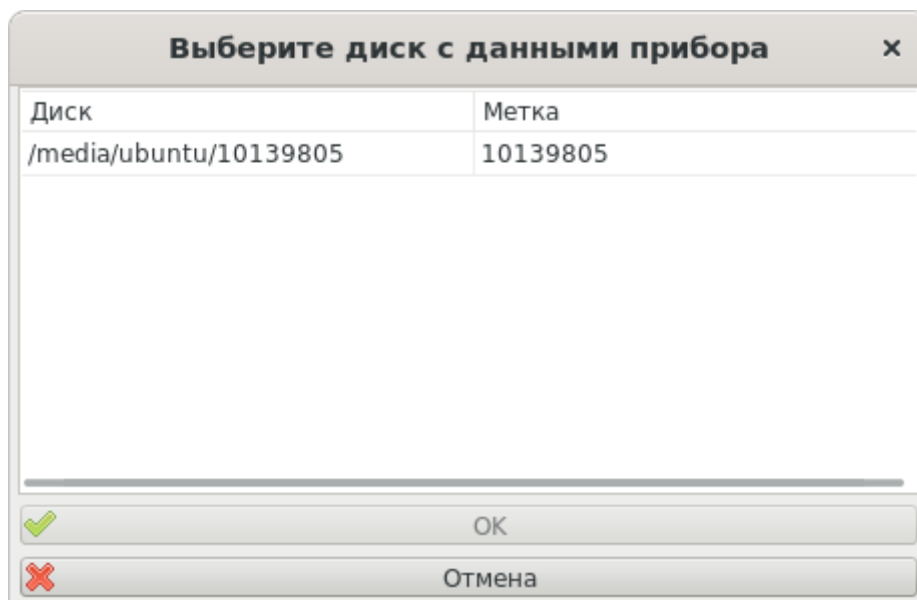 Выберите диск с данными прибора
Диск Метка
/media/ubuntu/10139805 10139805
OK
Отмена